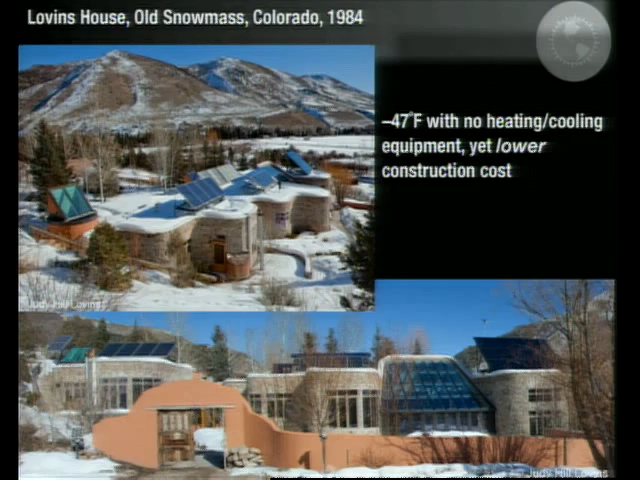 Lovins House, Old Snowmass, Colorado, 1984
–47°F with no heating/cooling
equipment, yet lower
construction cost
Judy Hill Lovins
Judy Hill Lovins